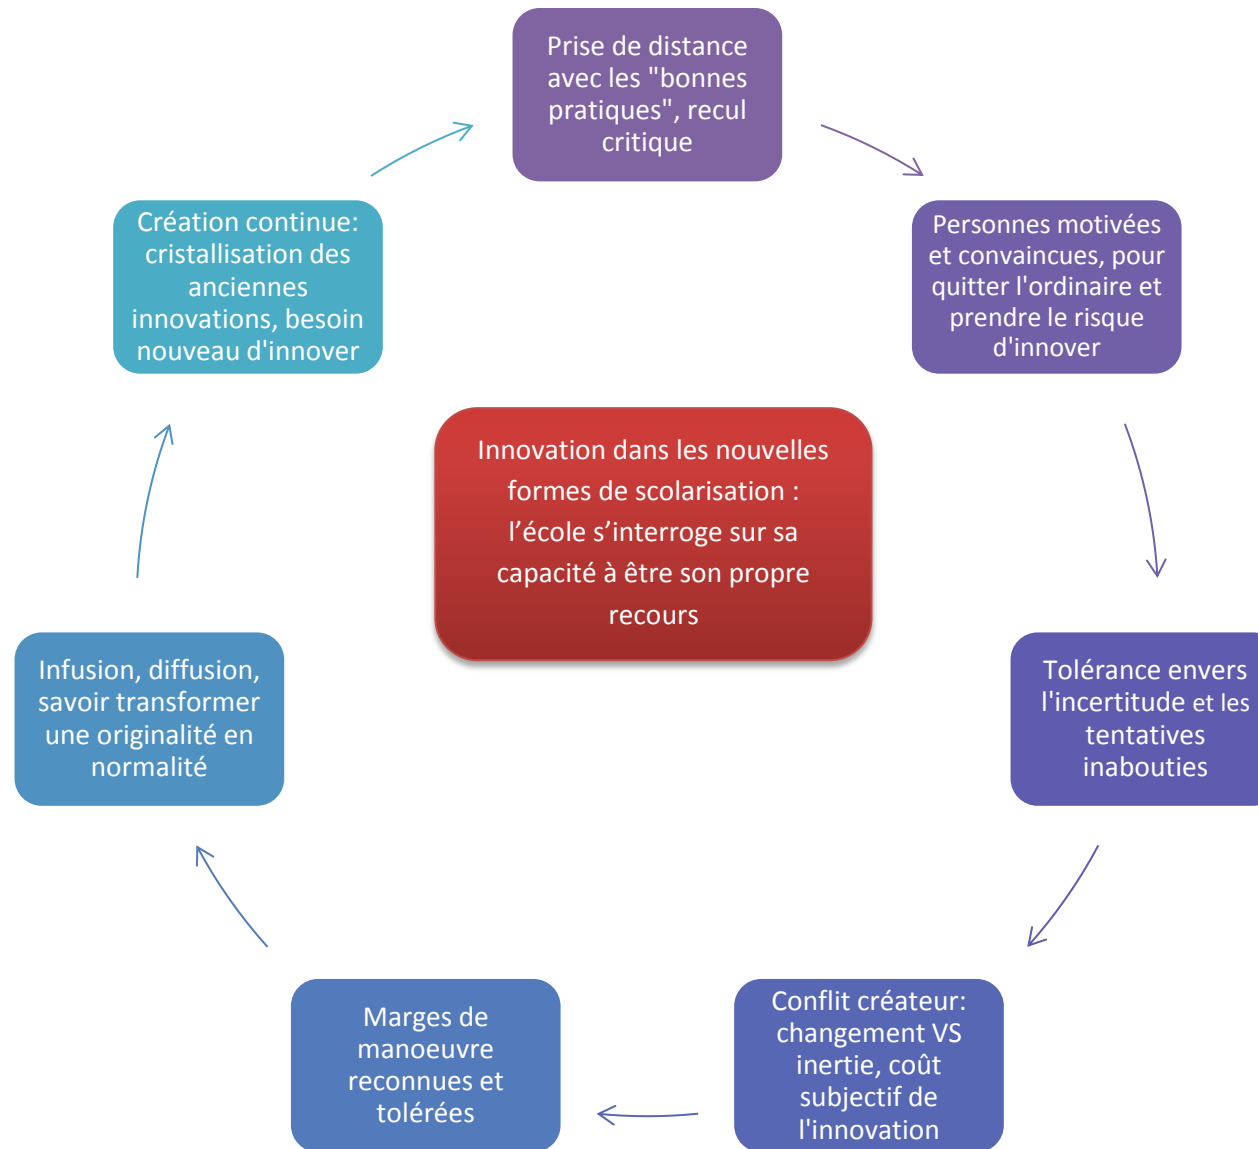 Prise de distance
avec les "bonnes
pratiques", recul
critique
Personnes motivées
et convaincues, pour
quitter l'ordinaire et
prendre le risque
d'innover
Tolérance envers
l'incertitude et les
tentatives
inabouties
Conflit créateur:
changement VS
inertie, coût
subjectif de
l'innovation
Marges de
manoeuvre
reconnues et
tolérées
Infusion, diffusion,
savoir transformer
une originalité en
normalité
Création continue:
cristallisation des
anciennes
innovations, besoin
nouveau d'innover
Innovation dans les nouvelles
formes de scolarisation :
l’école s’interroge sur sa
capacité à être son propre
recours